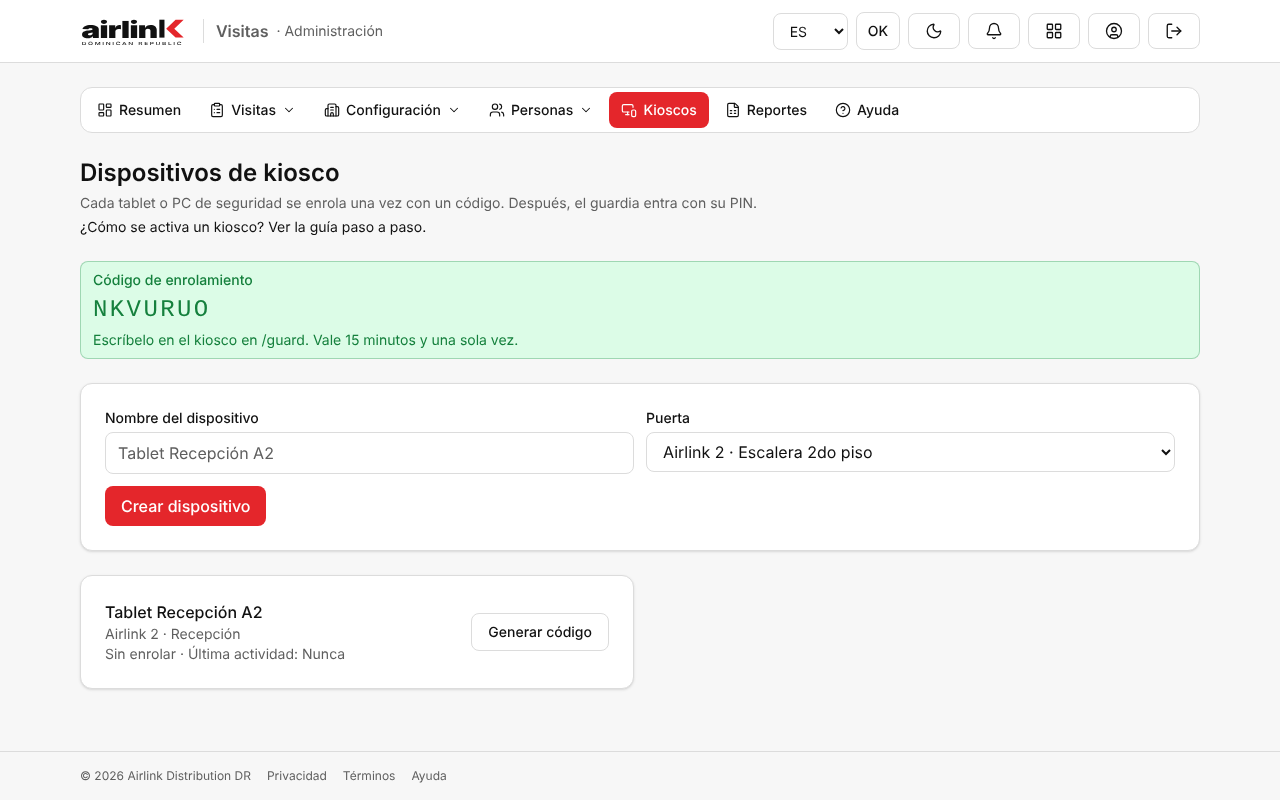 airlink
DOMINICAN REPUBLIC
Visitas · Administración
ES
OK
Resumen
Visitas
Configuración
Personas
Kioscos
Reportes
Ayuda
Dispositivos de kiosco
Cada tablet o PC de seguridad se enrola una vez con un código. Después, el guardia entra con su PIN.
¿Cómo se activa un kiosco? Ver la guía paso a paso.
Código de enrolamiento
NKVURUO
Escríbelo en el kiosco en /guard. Vale 15 minutos y una sola vez.
Nombre del dispositivo
Puerta
Tablet Recepción A2
Airlink 2 · Escalera 2do piso
Crear dispositivo
Tablet Recepción A2
Airlink 2 · Recepción
Sin enrolar · Última actividad: Nunca
Generar código
© 2026 Airlink Distribution DR
Privacidad
Términos
Ayuda